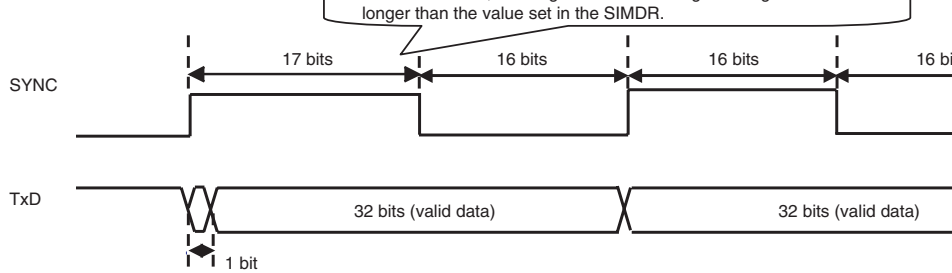 longer than the value set in the SIMDR.
17 bits
16 bits
16 bits
16 bi
SYNC
TxD
32 bits (valid data)
32 bits (valid data)
1 bit